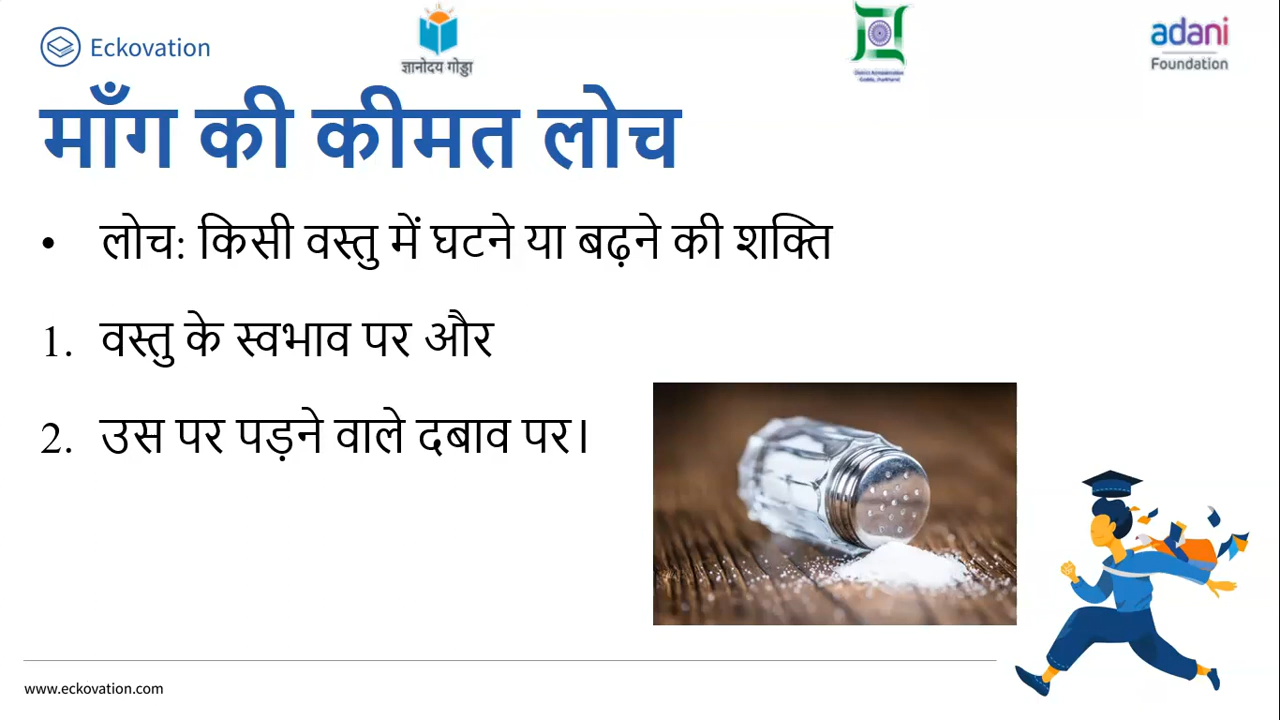 Eckovation
ज्ञानोदय गोड्डा
adani
Foundation
माँग की कीमत लोच
• लोच: किसी वस्तु में घटने या बढ़ने की शक्ति
1. वस्तु के स्वभाव पर और
2. उस पर पड़ने वाले दबाव पर।
www.eckovation.com